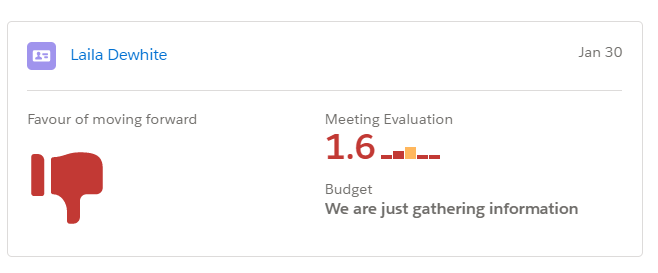 Laila Dewhite
Jan 30
Favour of moving forward
Meeting Evaluation
1.6
Budget
We are just gathering information